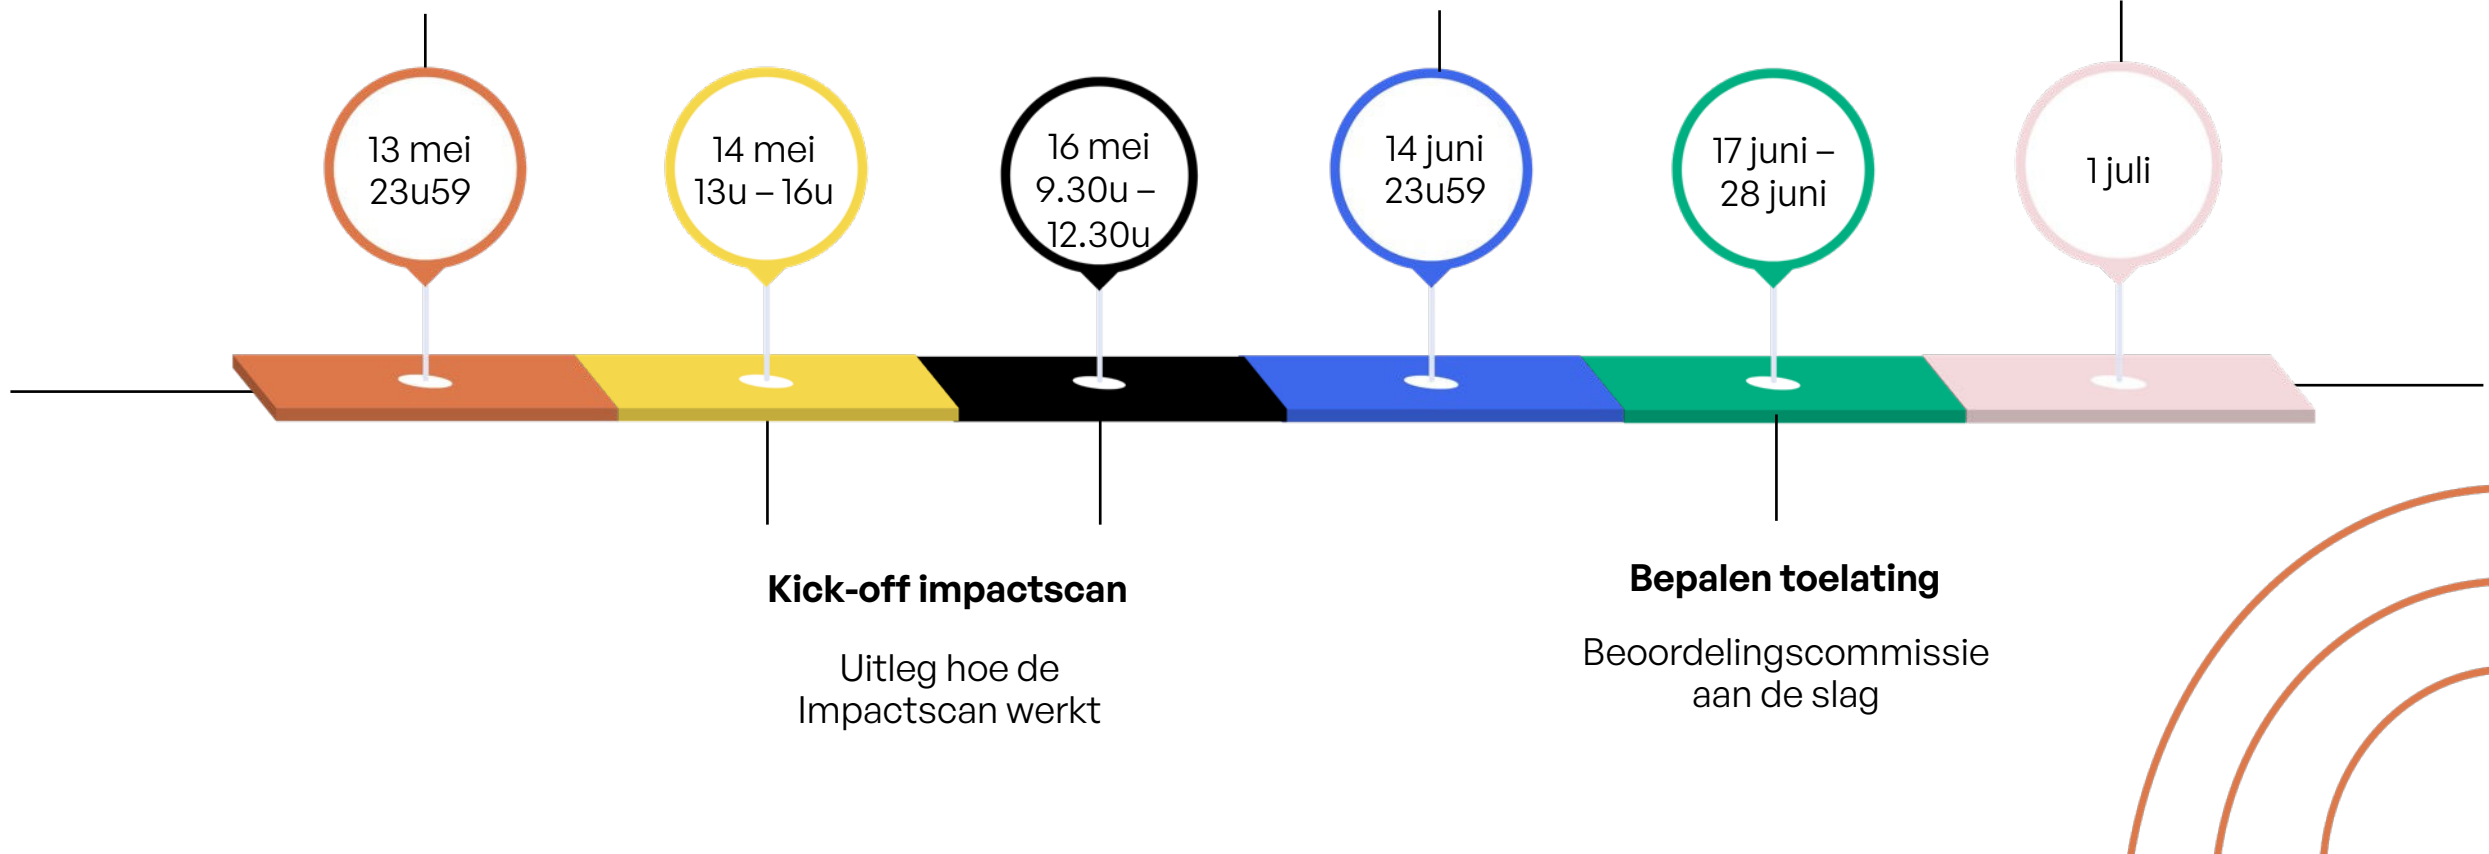 13 mei
23u59
14 mei
13u – 16u
16 mei
9.30u –
12.30u
14 juni
23u59
17 juni –
28 juni
1 juli
Kick-off impactscan
Uitleg hoe de
Impactscan werkt
Bepalen toelating
Beoordelingscommissie
aan de slag